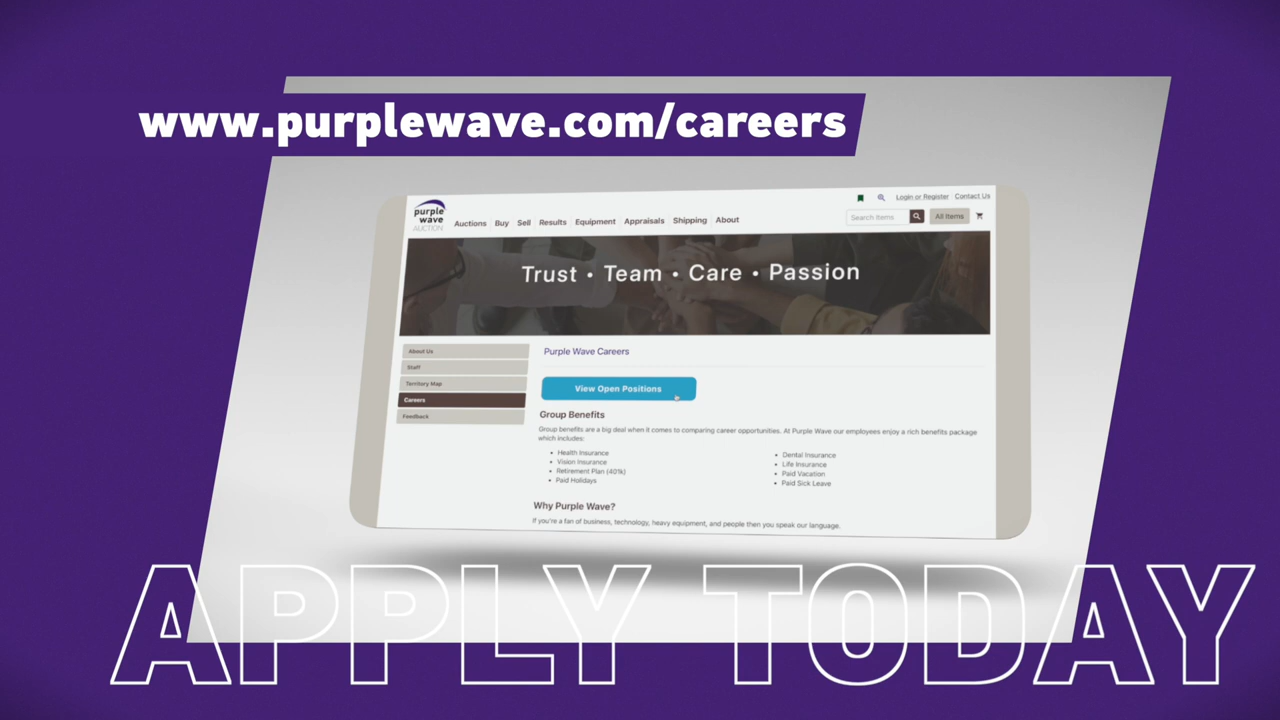 www.purplewave.com/careers
Login or Register Contact Us
purple
wave
AUCTION
Auctions Buy Sell Results Equipment Appraisals Shipping About
Search Items All Items
Trust • Team • Care • Passion
About Us
Staff
Territory Map
Careers
Feedback
Purple Wave Careers
View Open Positions
Group Benefits
Group benefits are a big deal when it comes to comparing career opportunities. At Purple Wave our employees enjoy a rich benefits package
which includes:
• Health Insurance
• Vision Insurance
• Retirement Plan (401k)
• Paid Holidays
• Dental Insurance
• Life Insurance
• Paid Vacation
• Paid Sick Leave
Why Purple Wave?
If you're a fan of business, technology, heavy equipment, and people then you speak our language.
APPLY TODAY